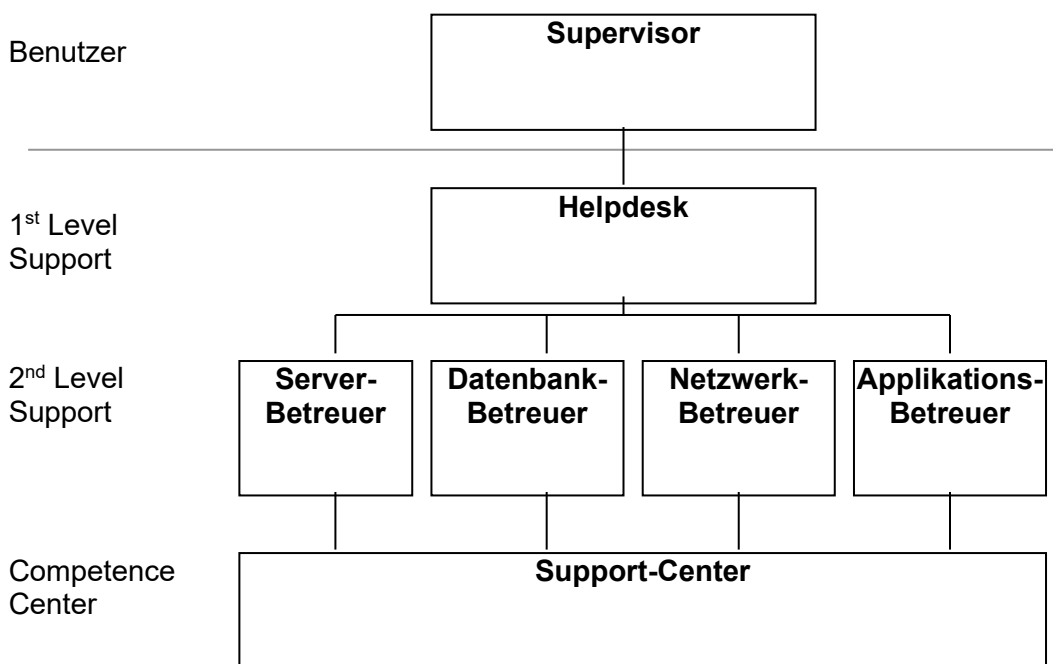 Benutzer
Supervisor
1st Level
Support
Helpdesk
2nd Level
Support
Server-
Betreuer
Datenbank-
Betreuer
Netzwerk-
Betreuer
Applikations-
Betreuer
Competence
Center
Support-Center